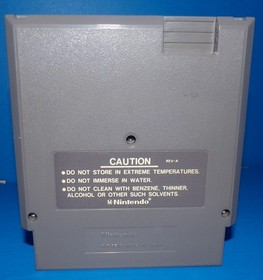 CAUTION REV-A
●DO NOT STORE IN EXTREME TEMPERATURES.
●DO NOT IMMERSE IN WATER.
●DO NOT CLEAN WITH BENZENE, THINNER,
ALCOHOL OR OTHER SUCH SOLVENTS.
Nintendo®